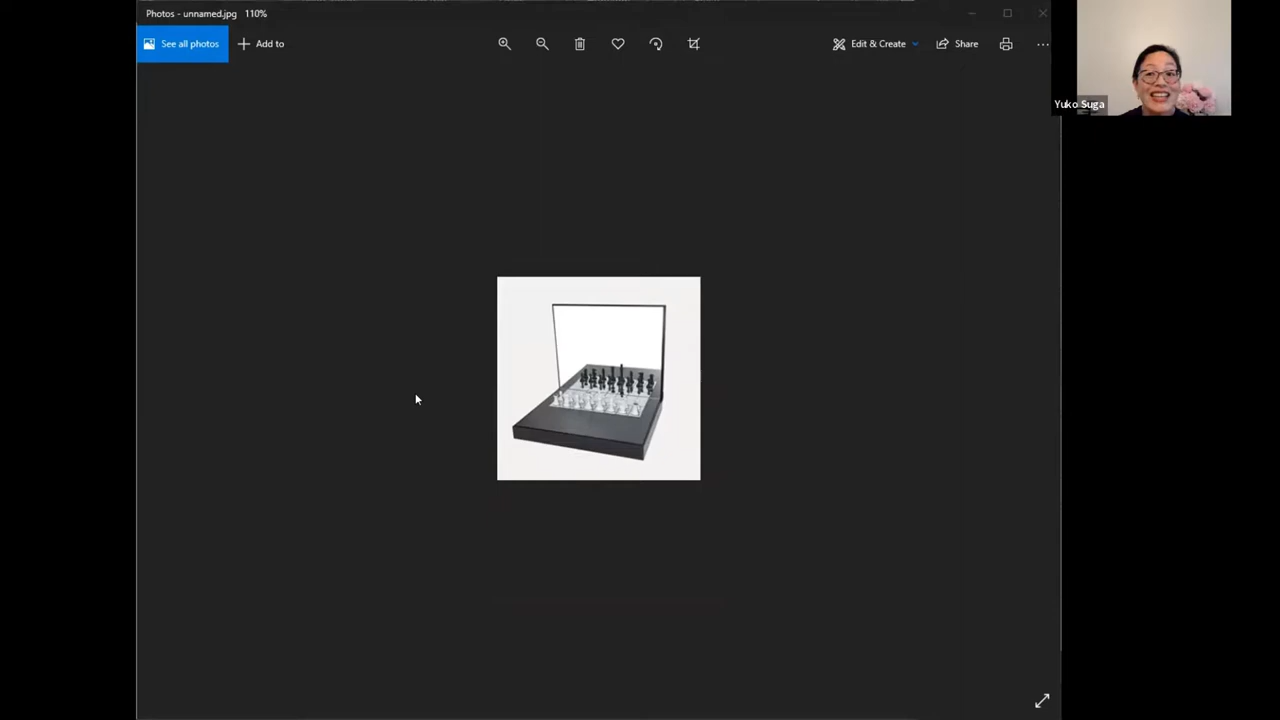 Photos - unnamed.jpg 110%
See all photos
Add to
Edit & Create
Share
Yuko Suga